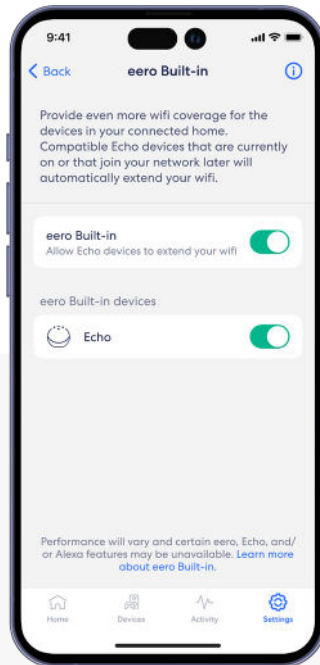 9:41
Back eero Built-in
Provide even more wifi coverage for the
devices in your connected home.
Compatible Echo devices that are currently
on or that join your network later will
automatically extend your wifi.
eero Built-in
Allow Echo devices to extend your wifi
eero Built-in devices
Echo
Performance will vary and certain eero, Echo, and/
or Alexa features may be unavailable. Learn more
about eero Built-in.
Home Devices Activity Settings